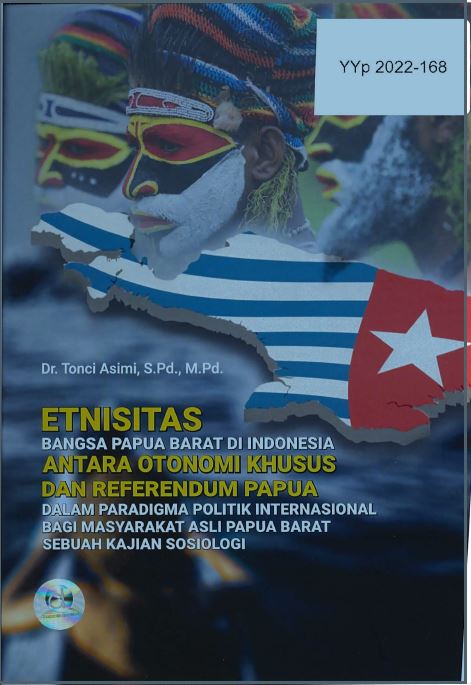 YYp 2022-168
Dr. Tonci Asimi, S.Pd., M.Pd.
ETNISITAS
BANGSA PAPUA BARAT DI INDONESIA
ANTARA OTONOMI KHUSUS
DAN REFERENDUM PAPUA
DALAM PARADIGMA POLITIK INTERNASIONAL
BAGI MASYARAKAT ASLI PAPUA BARAT
SEBUAH KAJIAN SOSIOLOGI